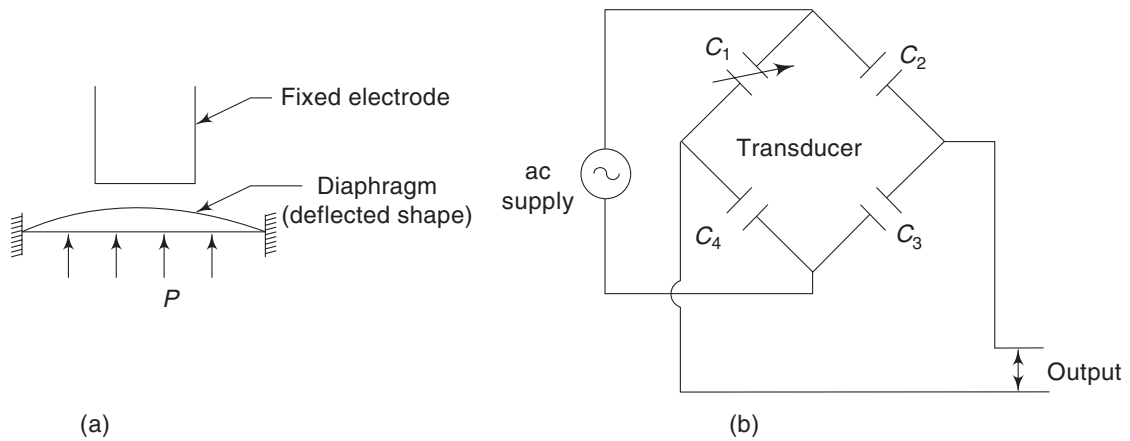 Fixed electrode
Diaphragm
(deflected shape)
P
(a)
C1
C2
Transducer
ac
supply
C4
C3
Output
(b)